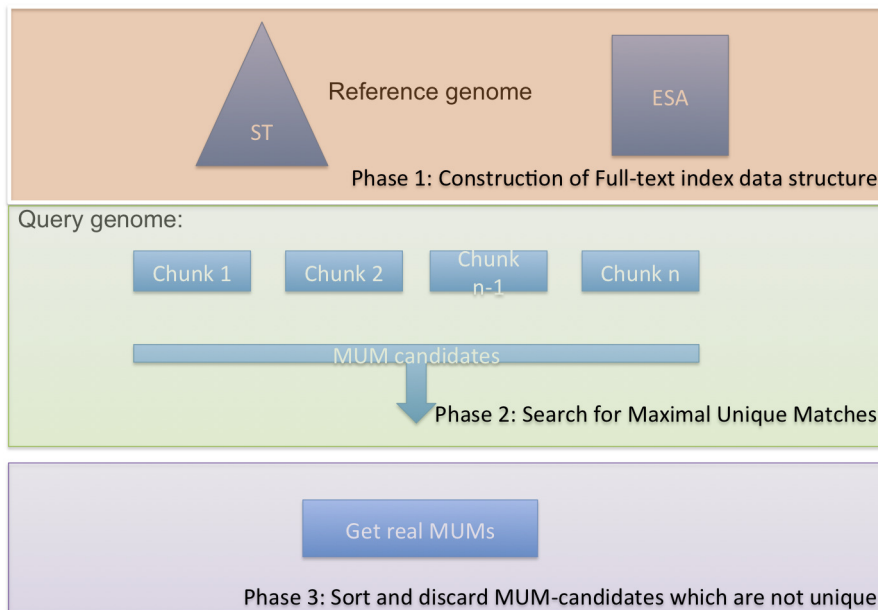 Reference genome
ST
ESA
Phase 1: Construction of Full-text index data structure
Query genome:
Chunk 1
Chunk 2
Chunk
n-1
Chunk n
MUM candidates
Phase 2: Search for Maximal Unique Matches
Get real MUMs
Phase 3: Sort and discard MUM-candidates which are not unique